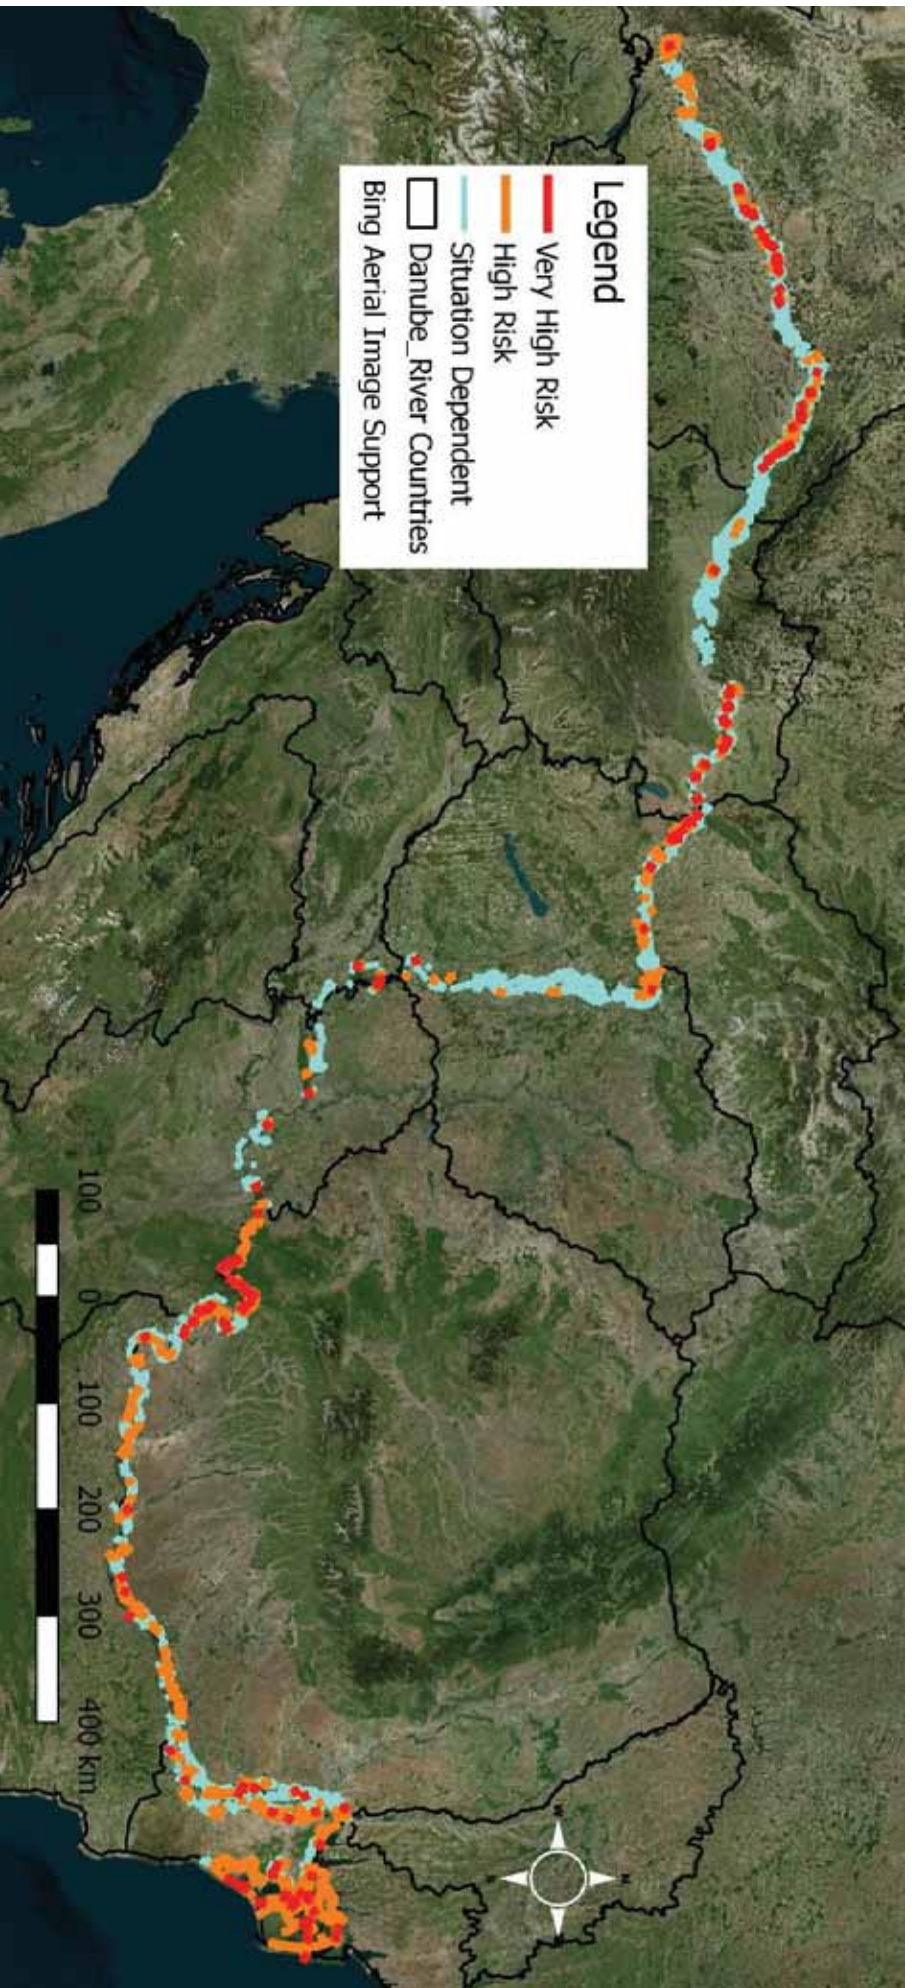 Legend
Very High Risk
High Risk
Situation Dependent
Danube_River Countries
Bing Aerial Image Support
100 0 100 200 300 400 km